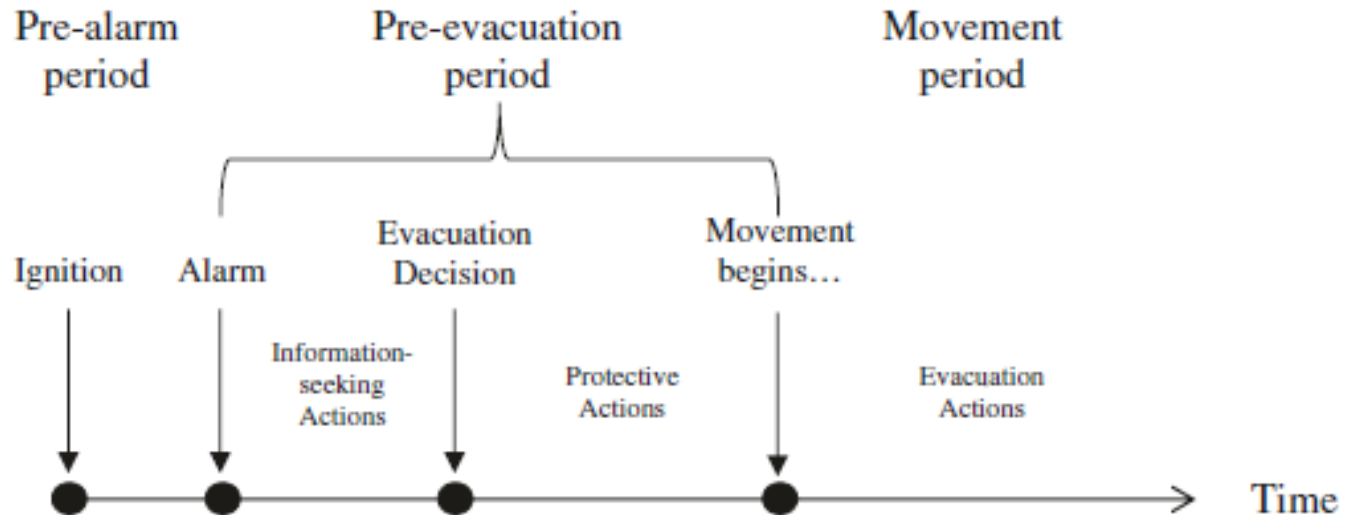 Pre-alarm
period
Pre-evacuation
period
Movement
period
Ignition
Alarm
Evacuation
Decision
Movement
begins…
Information-
seeking
Actions
Protective
Actions
Evacuation
Actions
Time